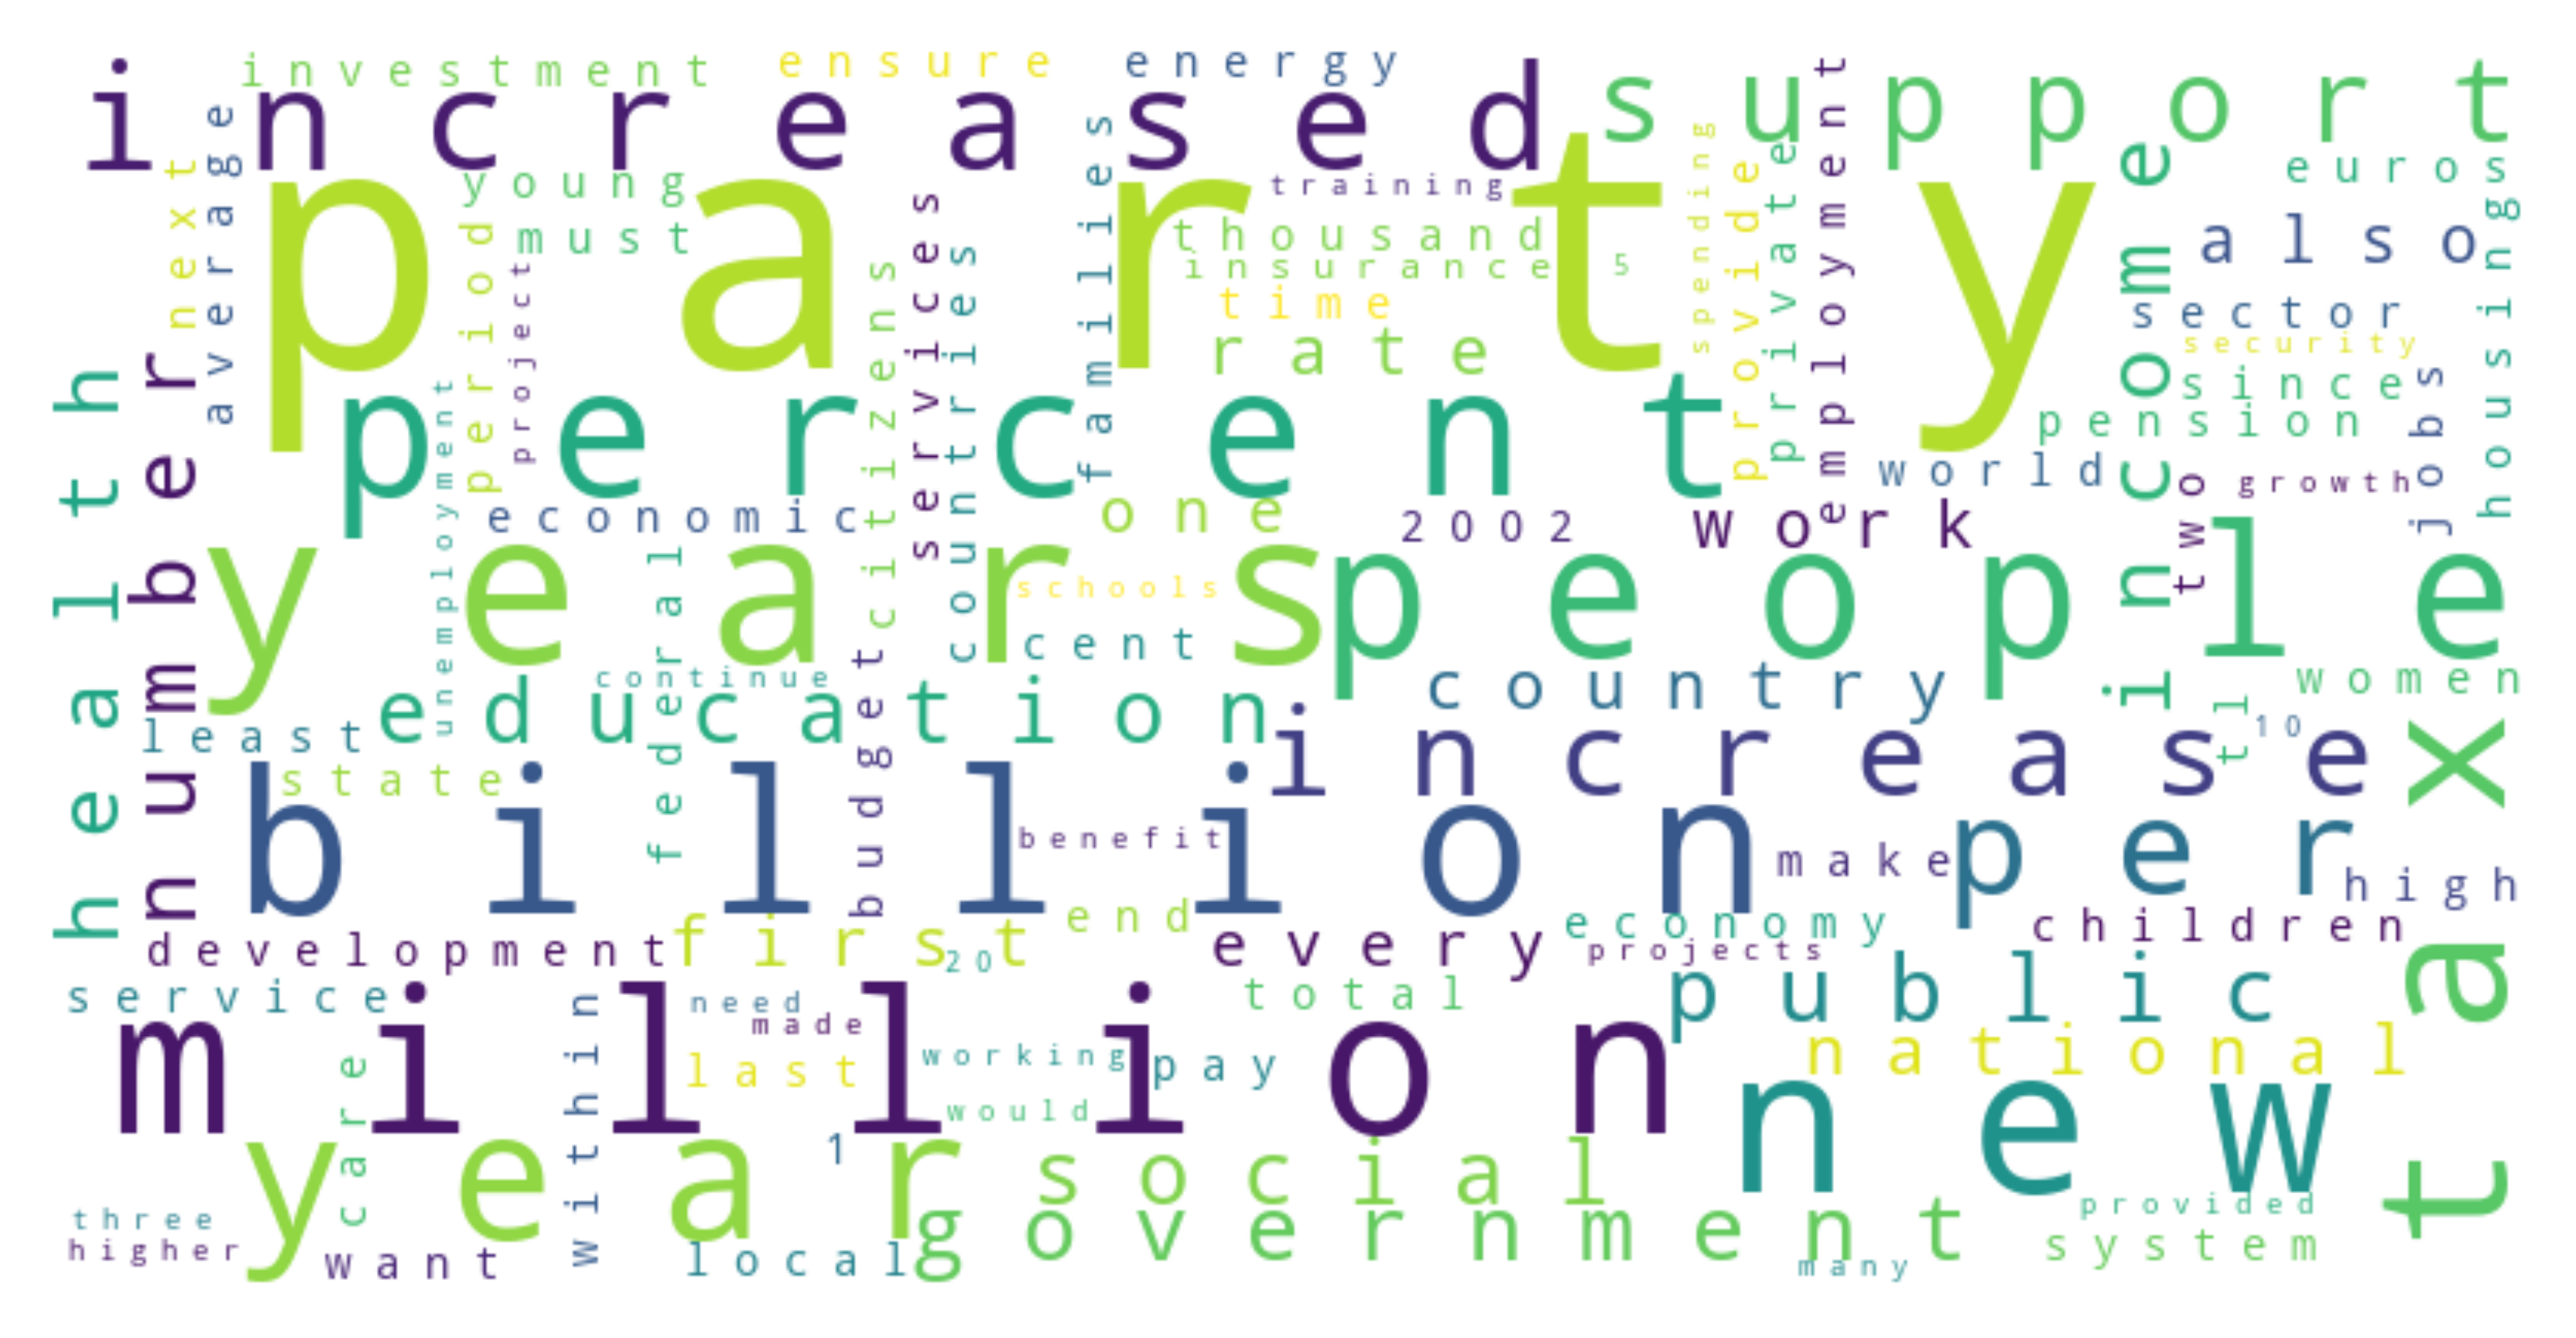 investment ensure energy
increased support
average next young training spending employment euros
party
must thousand private provide income also
insurance 5
time
period project services countries families citizens
rate
sector
security
since
pension
housing
jobs
percent
world
growth
health number unemployment
economic one 2002 work two
years people
schools
federal cent
continue country women
education
least tl 10
increase
state budget
billion
benefit make per high
tax
end economy children
development first 20 every projects
service need total public
made
million
last working pay national
care within would
new
year 1 social
three provided
higher want local government many system